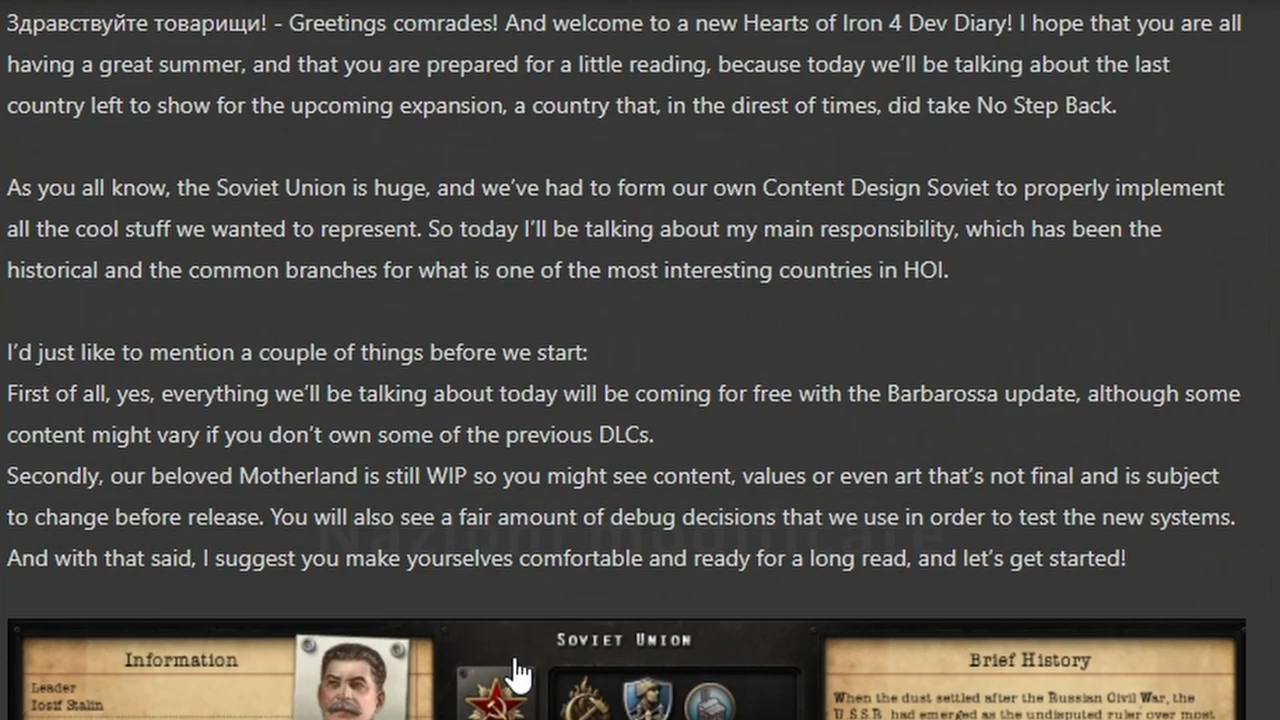 Здравствуйте товарищи! - Greetings comrades! And welcome to a new Hearts of Iron 4 Dev Diary! I hope that you are all
having a great summer, and that you are prepared for a little reading, because today we’ll be talking about the last
country left to show for the upcoming expansion, a country that, in the direst of times, did take No Step Back.
As you all know, the Soviet Union is huge, and we’ve had to form our own Content Design Soviet to properly implement
all the cool stuff we wanted to represent. So today I’ll be talking about my main responsibility, which has been the
historical and the common branches for what is one of the most interesting countries in HOI.
I’d just like to mention a couple of things before we start:
First of all, yes, everything we’ll be talking about today will be coming for free with the Barbarossa update, although some
content might vary if you don’t own some of the previous DLCs.
Secondly, our beloved Motherland is still WIP so you might see content, values or even art that’s not final and is subject
to change before release. You will also see a fair amount of debug decisions that we use in order to test the new systems.
Nazioni modificate
And with that said, I suggest you make yourselves comfortable and ready for a long read, and let’s get started!
Soviet Union
Information
Brief History
Leader
Iosif Stalin
When the dust settled after the Russian Civil War, the
U.S.S.R. had emerged as the undisputed ruler over most